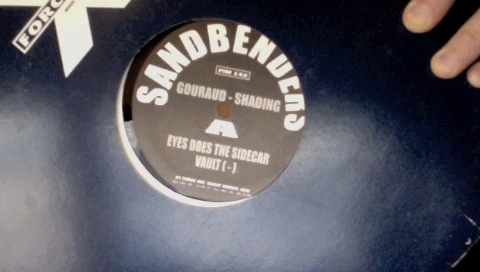 FORC
SANDBENDERS
FIM 142
GOURAUD - SHADING
A
EYES DOES THE SIDECAR
VAULT ( - )